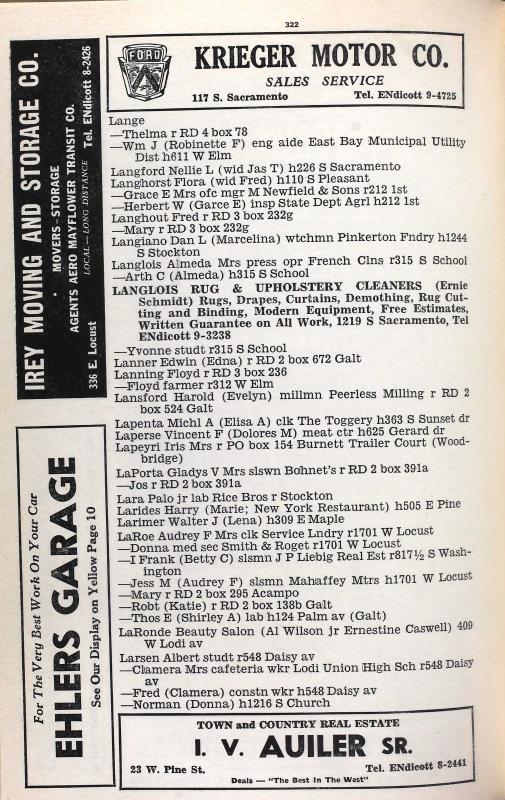 322
FORD
KRIEGER MOTOR CO.
SALES SERVICE
117 S. Sacramento Tel. ENdicott 9-4725
IREY MOVING AND STORAGE CO.
• MOVERS-STORAGE
AGENTS AERO MAYFLOWER TRANSIT CO.
LOCAL—LONG DISTANCE
336 E. Locust Tel. ENdicott 8-2426
For The Very Best Work On Your Car
EHLERS GARAGE
See Our Display on Yellow Page 10
Lange
—Thelma r RD 4 box 78
—Wm J (Robinette F) eng aide East Bay Municipal Utility
Dist h611 W Elm
Langford Nellie L (wid Jas T) h226 S Sacramento
Langhorst Flora (wid Fred) h110 S Pleasant
—Grace E Mrs ofc mgr M Newfield & Sons r212 1st
—Herbert W (Garce E) insp State Dept Agrl h212 1st
Langhout Fred r RD 3 box 232g
—Mary r RD 3 box 232g
Langiano Dan L (Marcelina) wtchmn Pinkerton Fndry h1244
S Stockton
Langlois Almeda Mrs press opr French Clns r315 S School
—Arth C (Almeda) h315 S School
LANGLOIS RUG & UPHOLSTERY CLEANERS (Ernie
Schmidt) Rugs, Drapes, Curtains, Demothing, Rug Cut-
ting and Binding, Modern Equipment, Free Estimates,
Written Guarantee on All Work, 1219 S Sacramento, Tel
ENdicott 9-3238
—Yvonne studt r315 S School
Lanner Edwin (Edna) r RD 2 box 672 Galt
Lanning Floyd r RD 3 box 236
—Floyd farmer r312 W Elm
Lansford Harold (Evelyn) millmn Peerless Milling r RD 2
box 524 Galt
Lapenta Michl A (Elisa A) clk The Toggery h363 S Sunset dr
Laperse Vincent F (Dolores M) meat ctr h625 Gerard dr
Lapeyri Iris Mrs r PO box 154 Burnett Trailer Court (Wood-
bridge)
LaPorta Gladys V Mrs slswn Bohnet's r RD 2 box 391a
—Jos r RD 2 box 391a
Lara Palo jr lab Rice Bros r Stockton
Larides Harry (Marie; New York Restaurant) h505 E Pine
Larimer Walter J (Lena) h309 E Maple
LaRoe Audrey F Mrs clk Service Lndry r1701 W Locust
—Donna med sec Smith & Roget r1701 W Locust
—I Frank (Betty C) slsmn J P Liebig Real Est r817½ S Wash-
ington
—Jess M (Audrey F) slsmn Mahaffey Mtrs h1701 W Locust
—Mary r RD 2 box 295 Acampo
—Robt (Katie) r RD 2 box 138b Galt
—Thos E (Shirley A) lab h124 Palm av (Galt)
LaRonde Beauty Salon (Al Wilson jr Ernestine Caswell) 409
W Lodi av
Larsen Albert studt r548 Daisy av
—Clamera Mrs cafeteria wkr Lodi Union High Sch r548 Daisy
av
—Fred (Clamera) constn wkr h548 Daisy av
—Norman (Donna) h1216 S Church
TOWN and COUNTRY REAL ESTATE
I. V. AUILER SR.
23 W. Pine St. Tel. ENdicott 8-2441
Deals — "The Best In The West"